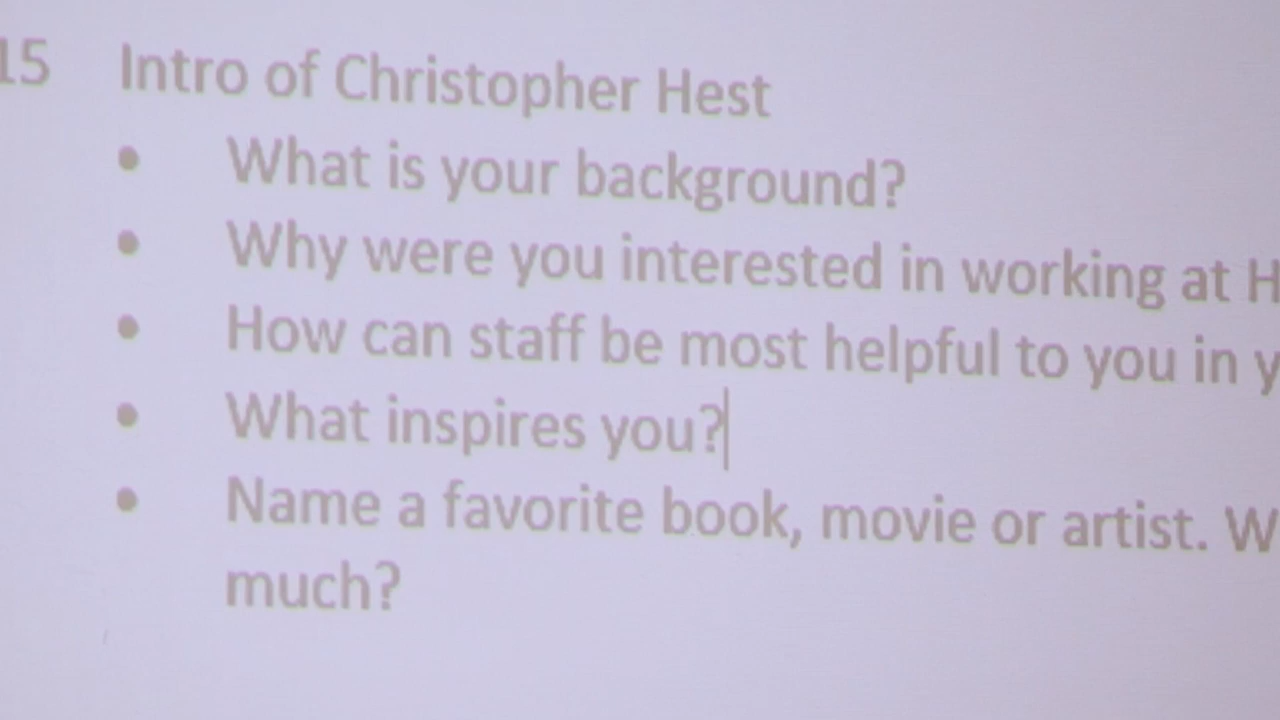 15 Intro of Christopher Hest
• What is your background?
• Why were you interested in working at H
• How can staff be most helpful to you in y
• What inspires you?
• Name a favorite book, movie or artist. W
much?